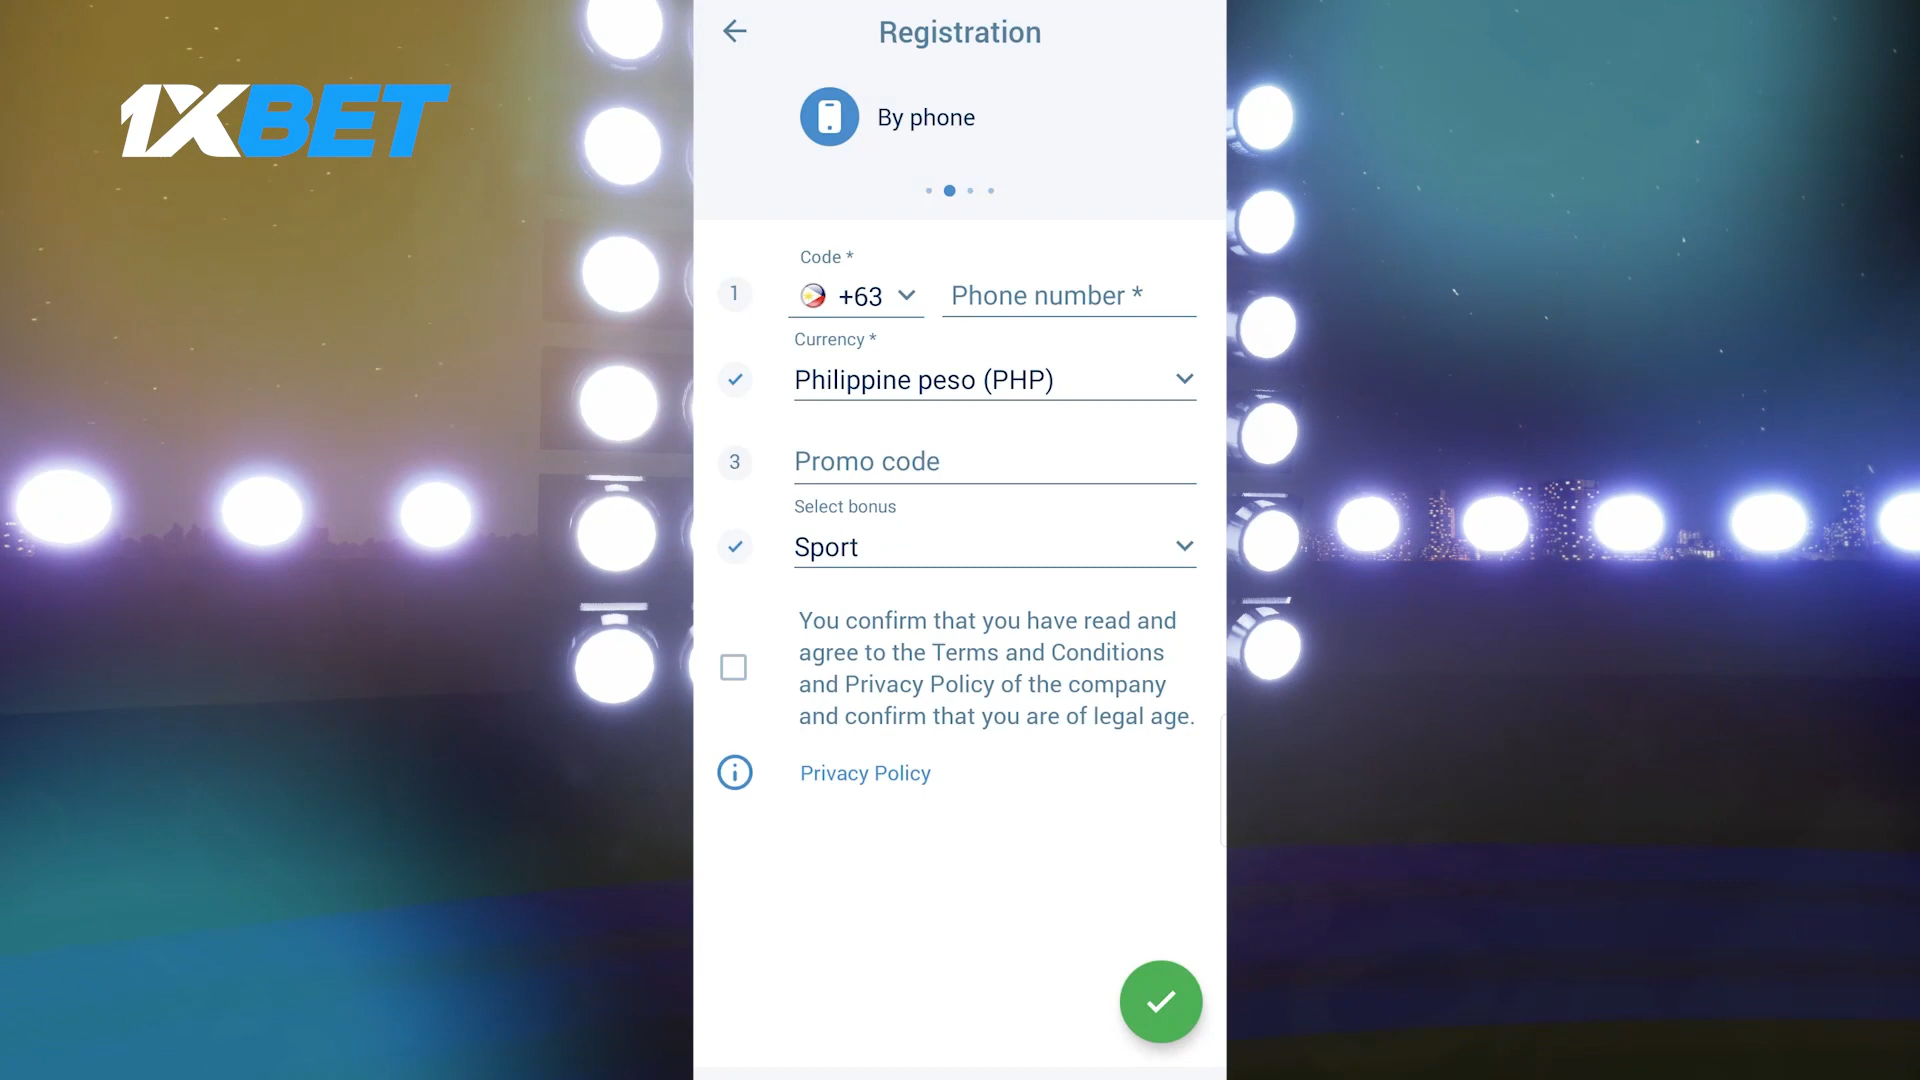 1XBET
Registration
By phone
Code *
1
+63
Phone number *
Currency *
Philippine peso (PHP)
3
Promo code
Select bonus
Sport
You confirm that you have read and
agree to the Terms and Conditions
and Privacy Policy of the company
and confirm that you are of legal age.
Privacy Policy